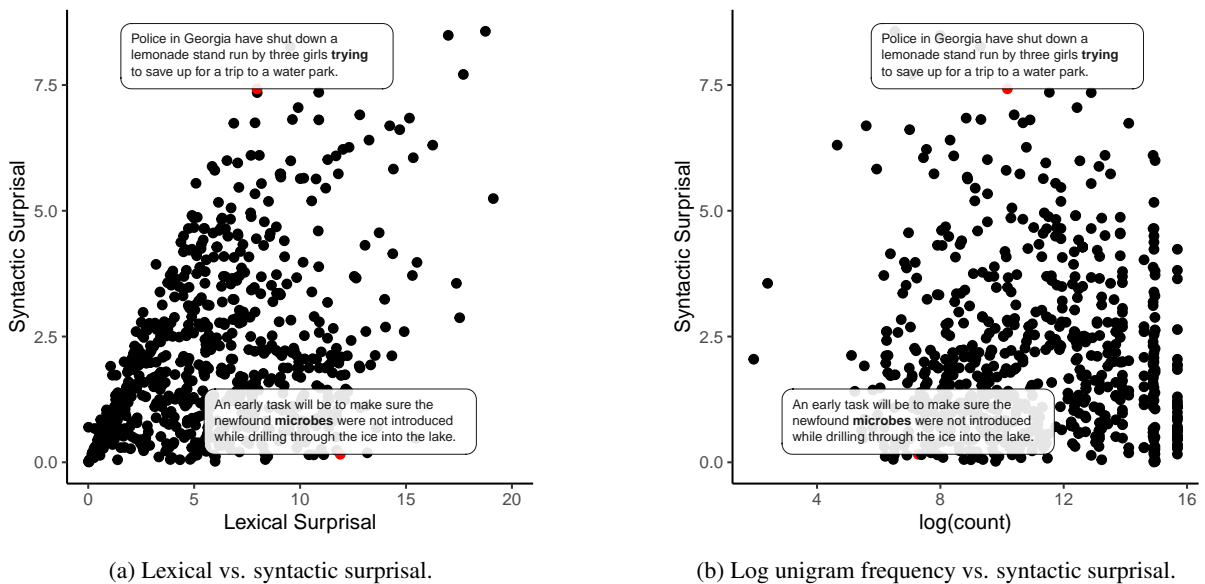 Police in Georgia have shut down a
lemonade stand run by three girls trying
to save up for a trip to a water park.
7.5
5.0
2.5
0.0
Syntactic Surprisal
An early task will be to make sure the
newfound microbes were not introduced
while drilling through the ice into the lake.
0 5 10 15 20
Lexical Surprisal
(a) Lexical vs. syntactic surprisal.
Police in Georgia have shut down a
lemonade stand run by three girls trying
to save up for a trip to a water park.
7.5
5.0
2.5
0.0
Syntactic Surprisal
An early task will be to make sure the
newfound microbes were not introduced
while drilling through the ice into the lake.
4 8 12 16
log(count)
(b) Log unigram frequency vs. syntactic surprisal.